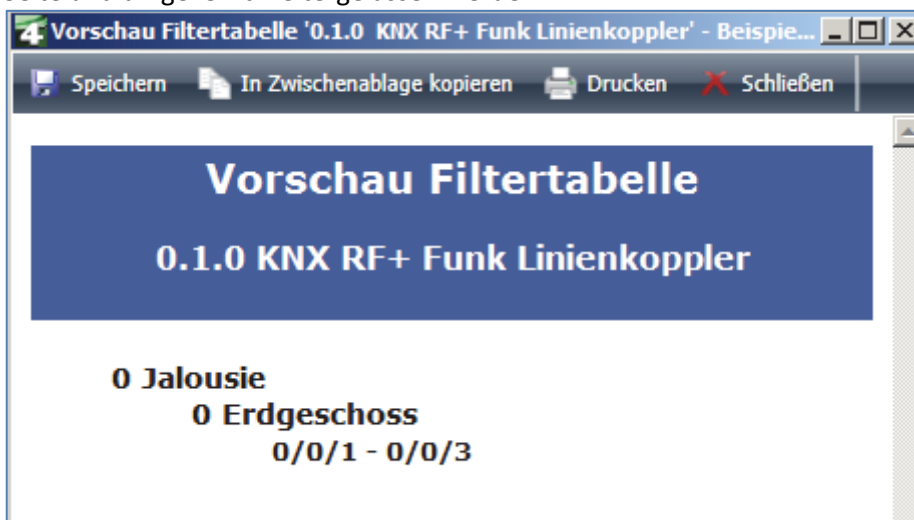 Vorschau Filtertabelle '0.1.0 KNX RF+ Funk Linienkoppler' - Beispie...
Speichern In Zwischenablage kopieren Drucken Schließen
Vorschau Filtertabelle
0.1.0 KNX RF+ Funk Linienkoppler
0 Jalousie
0 Erdgeschoss
0/0/1 - 0/0/3